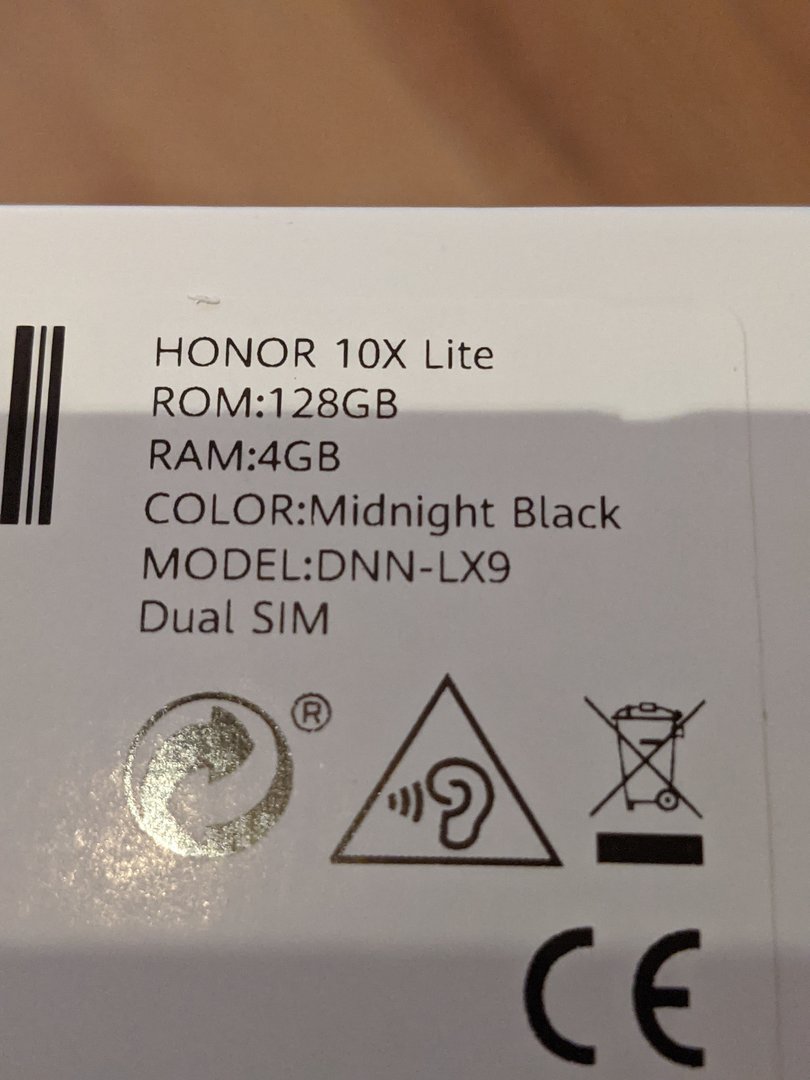 HONOR 10X Lite
ROM:128GB
RAM:4GB
COLOR:Midnight Black
MODEL:DNN-LX9
Dual SIM
®
CE